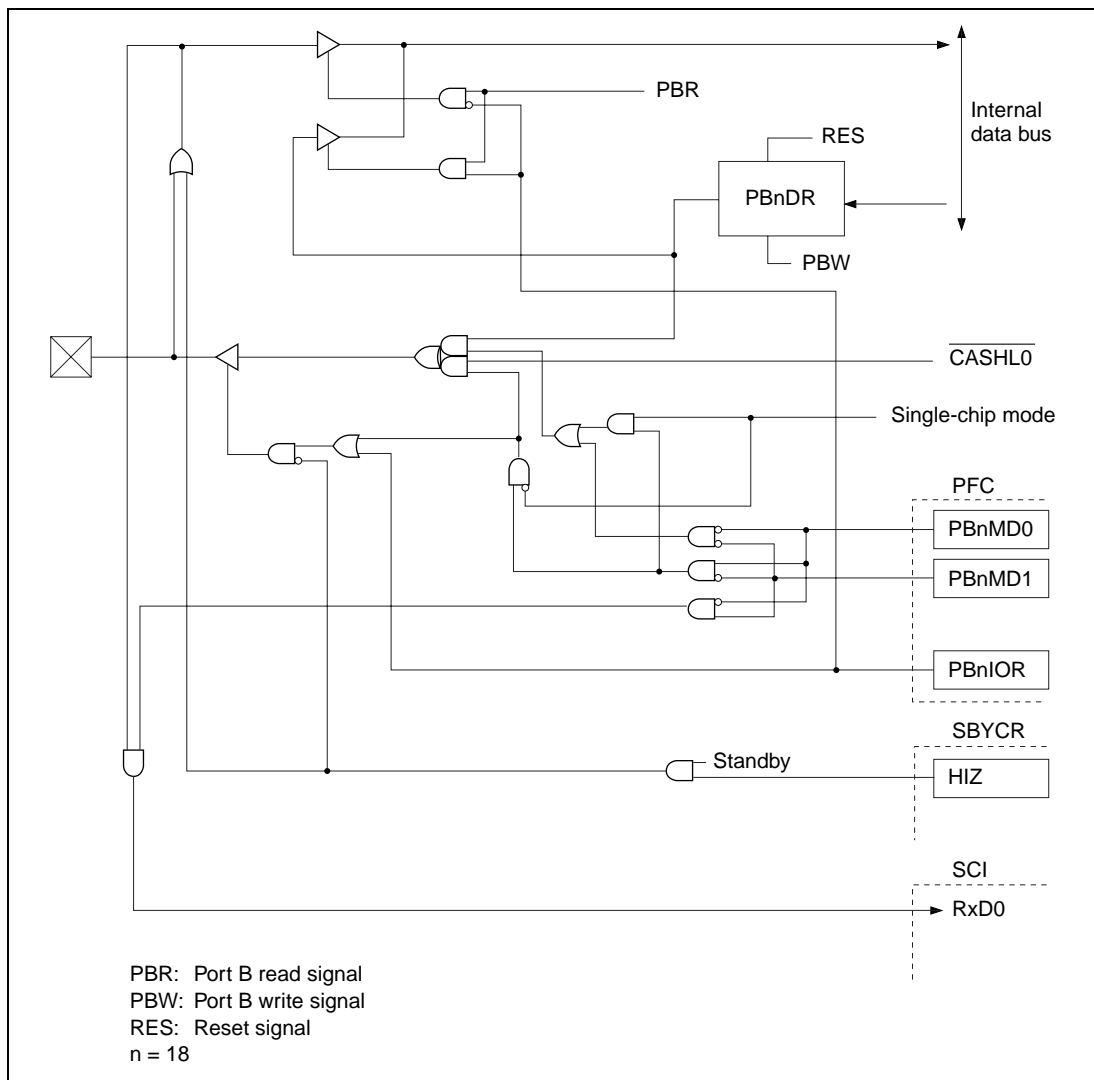 PBR
Internal
data bus
RES
PBnDR
PBW
CASHL0
Single-chip mode
PFC
PBnMD0
PBnMD1
PBnIOR
SBYCR
Standby
HIZ
SCI
RxD0
PBR: Port B read signal
PBW: Port B write signal
RES: Reset signal
n = 18